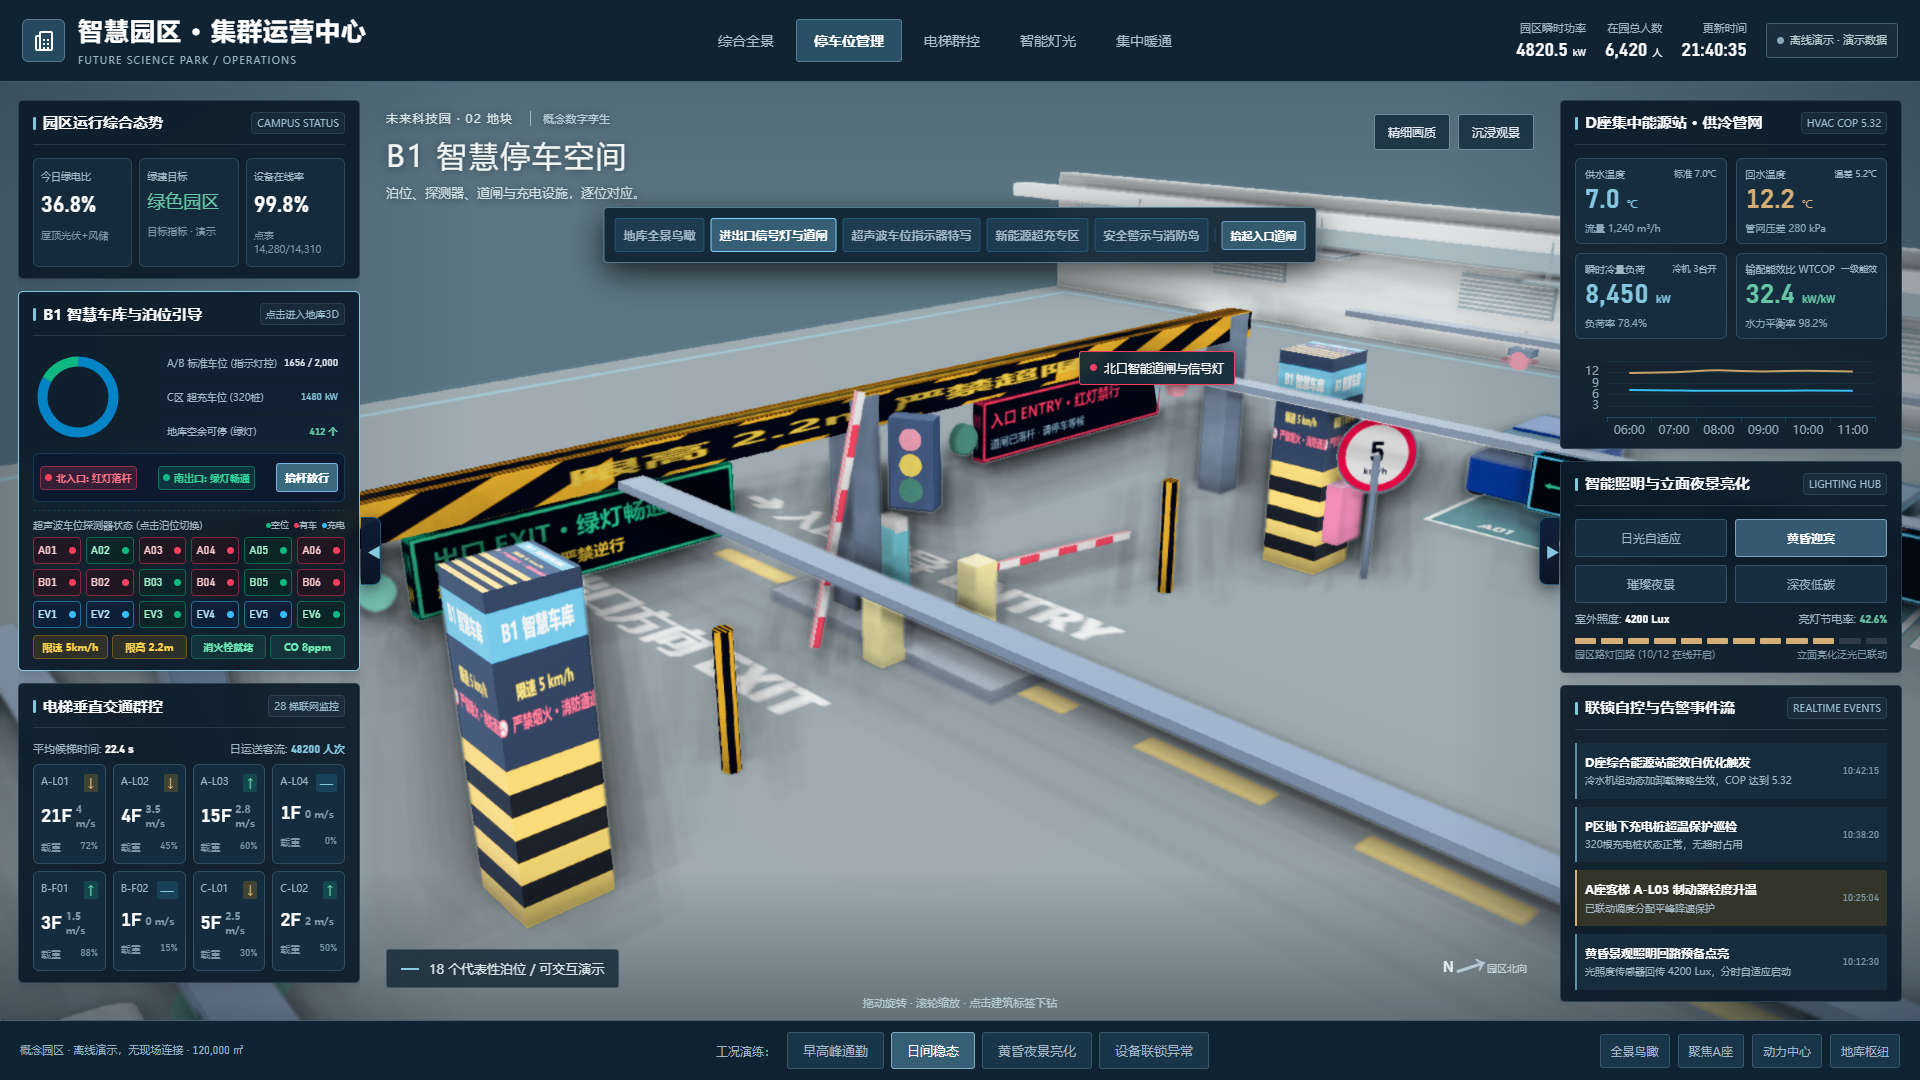 智慧园区 • 集群运营中心
FUTURE SCIENCE PARK / OPERATIONS
综合全景
停车位管理
电梯群控
智能灯光
集中暖通
园区瞬时功率
4820.5 kW
在园总人数
6,420 人
更新时间
21:40:35
离线演示 · 演示数据
园区运行综合态势
CAMPUS STATUS
今日绿电比
36.8%
屋顶光伏+风储
绿建目标
绿色园区
目标指标 · 演示
设备在线率
99.8%
点表
14,280/14,310
B1 智慧车库与泊位引导
点击进入地库3D
A/B 标准车位 (指示灯控) 1656 / 2,000
C区 超充车位 (320桩) 1480 kW
地库空余可停 (绿灯) 412 个
北入口: 红灯落杆
南出口: 绿灯畅通
抬杆放行
超声波车位探测器状态 (点击泊位切换)
空位 有车 充电
A01 A02 A03 A04 A05 A06
B01 B02 B03 B04 B05 B06
EV1 EV2 EV3 EV4 EV5 EV6
限速 5km/h
限高 2.2m
消火栓就绪
CO 8ppm
电梯垂直交通群控
28 梯联网监控
平均候梯时间: 22.4 s
日运送客流: 48200 人次
A-L01 ↓
21F 4 m/s
载重 72%
A-L02 ↓
4F 3.5 m/s
载重 45%
A-L03 ↑
15F 2.8 m/s
载重 60%
A-L04 —
1F 0 m/s
载重 0%
B-F01 ↑
3F 1.5 m/s
载重 88%
B-F02 —
1F 0 m/s
载重 15%
C-L01 ↓
5F 2.5 m/s
载重 30%
C-L02 ↑
2F 2 m/s
载重 50%
未来科技园 · 02 地块
概念数字孪生
B1 智慧停车空间
泊位、探测器、道闸与充电设施，逐位对应。
精细画质
沉浸观景
地库全景鸟瞰
进出口信号灯与道闸
超声波车位指示器特写
新能源超充专区
安全警示与消防岛
抬起入口道闸
北口智能道闸与信号灯
限高 2.2m
入口 ENTRY · 红灯禁行
道闸已落杆 · 请停车等候
出口 EXIT · 绿灯畅通
严禁逆行
B1 智慧车库
限速 5 km/h
严禁烟火 · 消防通道
B1 智慧车库
限速 5 km/h
5
km/h
A01
EXIT
18 个代表性泊位 / 可交互演示
N
园区北向
拖动旋转 · 滚轮缩放 · 点击建筑标签下钻
D座集中能源站 • 供冷管网
HVAC COP 5.32
供水温度 标准 7.0℃
7.0 ℃
流量 1,240 m³/h
回水温度 温差 5.2℃
12.2 ℃
管网压差 280 kPa
瞬时冷量负荷 冷机 3台开
8,450 kW
负荷率 78.4%
输配能效比 WTCOP 一级能效
32.4 kW/kW
水力平衡率 98.2%
12
9
6
3
06:00 07:00 08:00 09:00 10:00 11:00
智能照明与立面夜景亮化
LIGHTING HUB
日光自适应
黄昏迎宾
璀璨夜景
深夜低碳
室外照度: 4200 Lux
亮灯节电率: 42.6%
园区路灯回路 (10/12 在线开启)
立面亮化泛光已联动
联锁自控与告警事件流
REALTIME EVENTS
D座综合能源站能效自优化触发
冷水机组动态加卸载策略生效，COP 达到 5.32
10:42:15
P区地下充电桩超温保护巡检
320根充电桩状态正常，无超时占用
10:38:20
A座客梯 A-L03 制动器轻度升温
已联动调度分配平峰降速保护
10:25:04
黄昏景观照明回路预备点亮
光照度传感器回传 4200 Lux，分时自适应启动
10:12:30
概念园区 · 离线演示，无现场连接 · 120,000 ㎡
工况演练:
早高峰通勤
日间稳态
黄昏夜景亮化
设备联锁异常
全景鸟瞰
聚焦A座
动力中心
地库枢纽